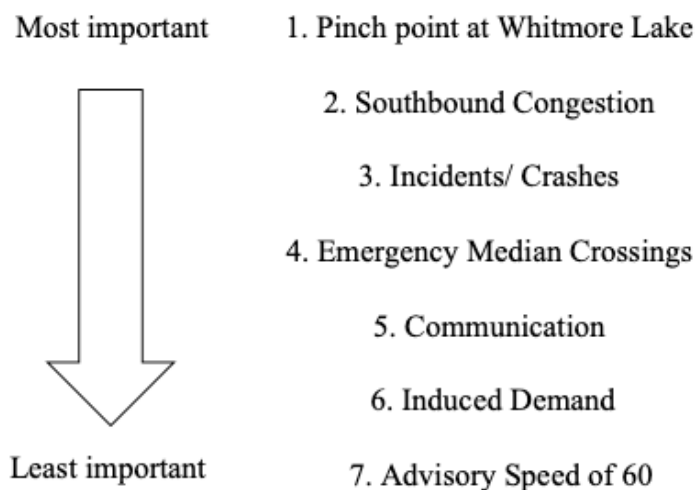 Most important
1. Pinch point at Whitmore Lake
2. Southbound Congestion
3. Incidents/ Crashes
4. Emergency Median Crossings
5. Communication
6. Induced Demand
Least important
7. Advisory Speed of 60